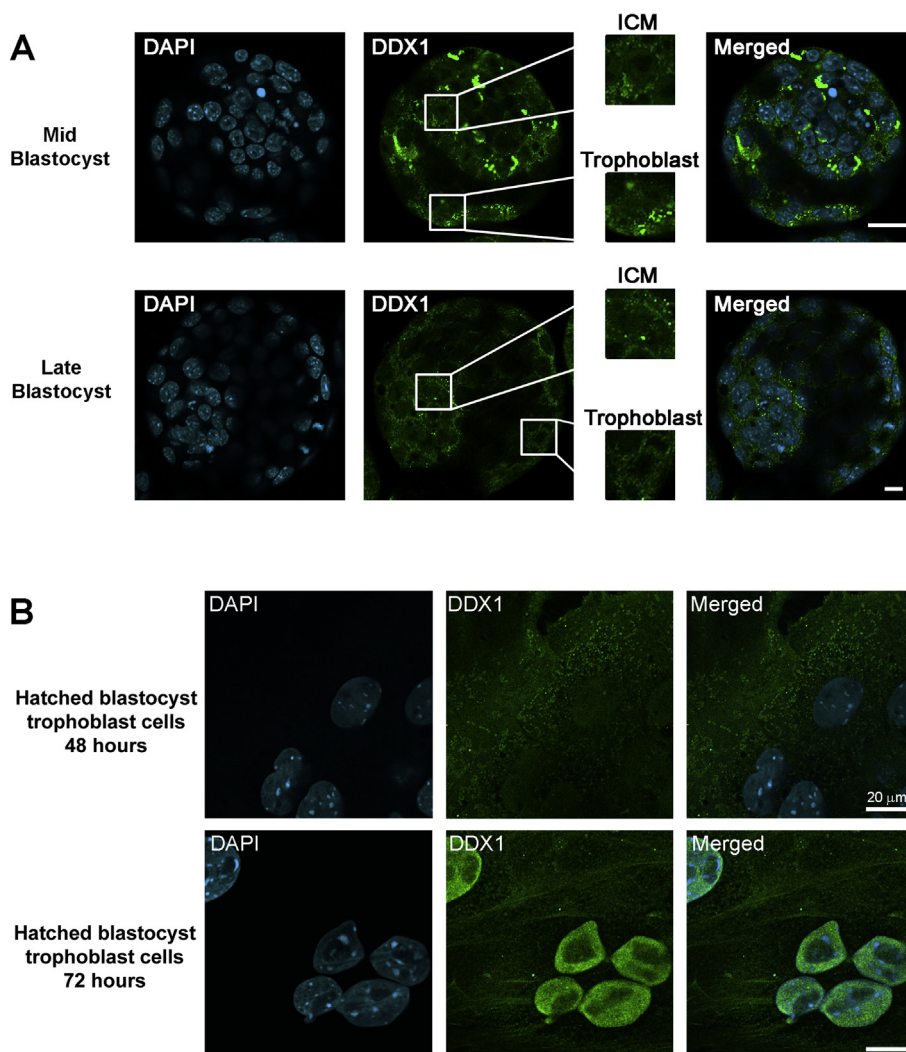 A
DAPI
DDX1
ICM
Merged
Mid
Blastocyst
Trophoblast
DAPI
DDX1
ICM
Merged
Late
Blastocyst
Trophoblast
B
DAPI
DDX1
Merged
Hatched blastocyst
trophoblast cells
48 hours
20 μm
DAPI
DDX1
Merged
Hatched blastocyst
trophoblast cells
72 hours